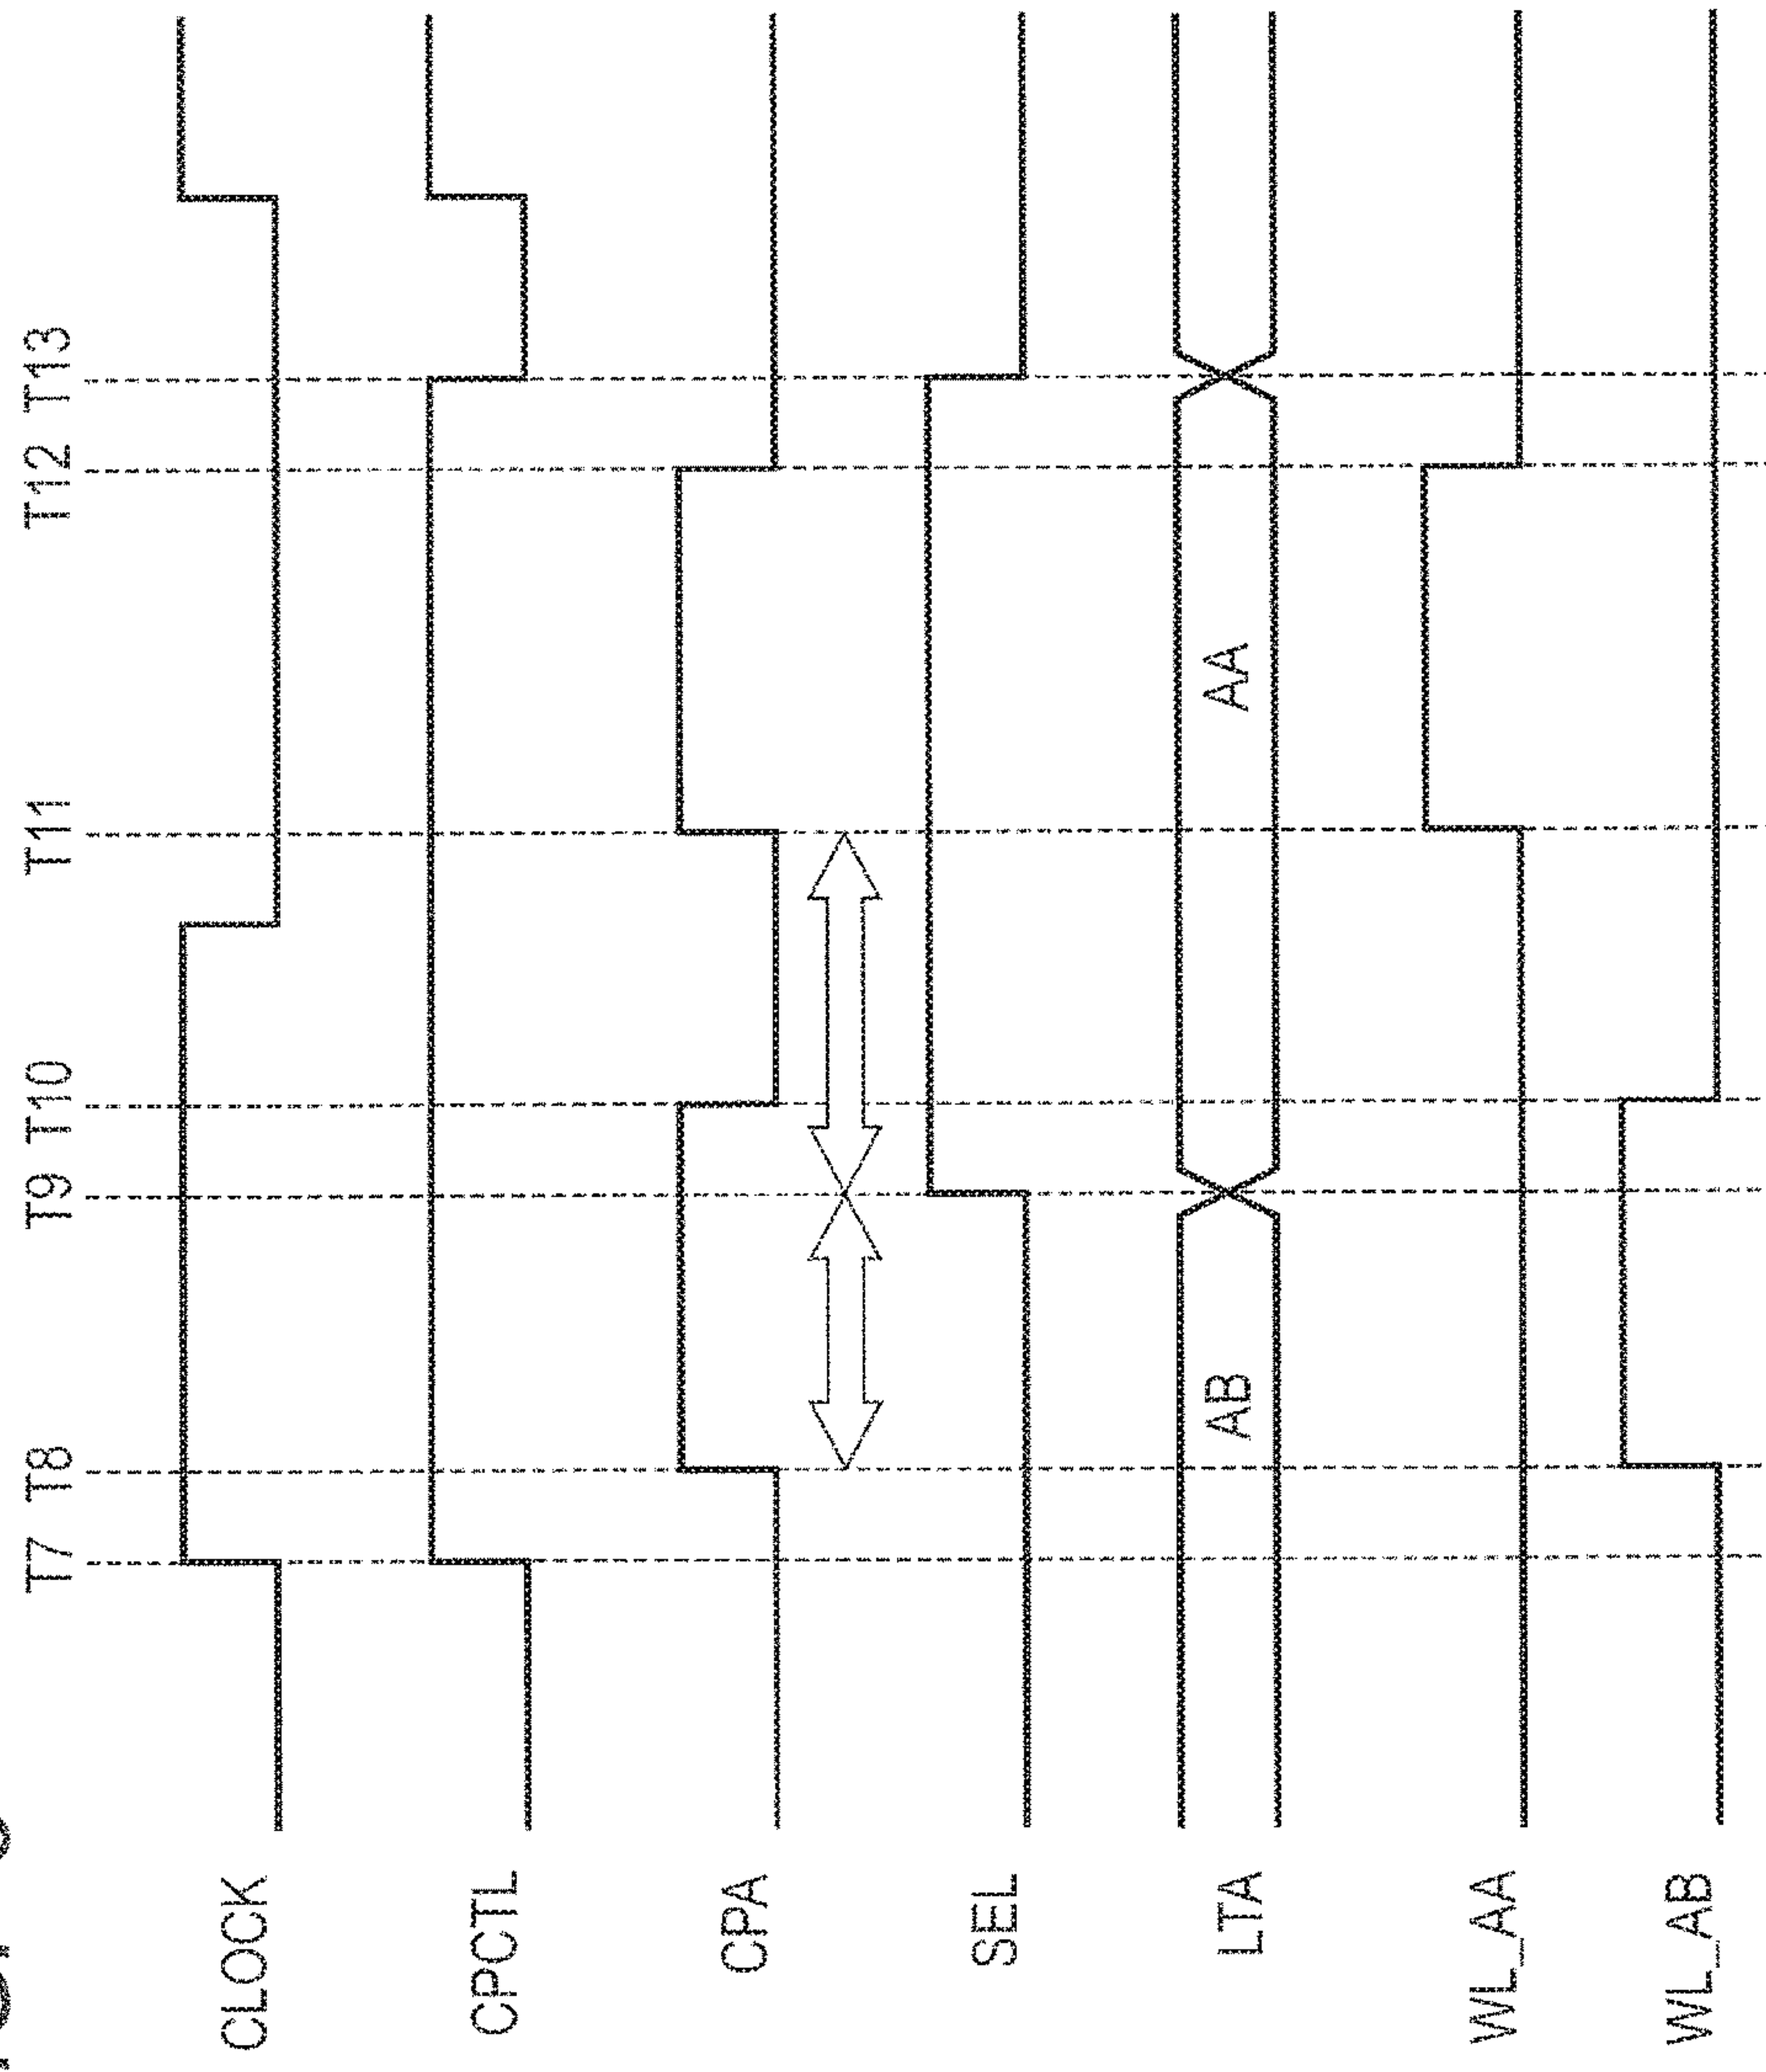 T7 T8 T9 T10 T11 T12 T13
CLOCK
CPCTL
CPA
SEL
LTA AB AA
WL_AA
WL_AB